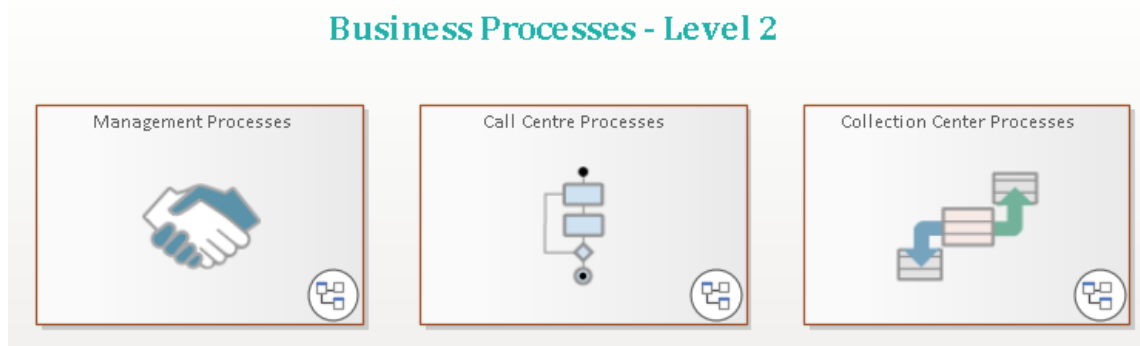 Business Processes - Level 2
Management Processes
Call Centre Processes
Collection Center Processes